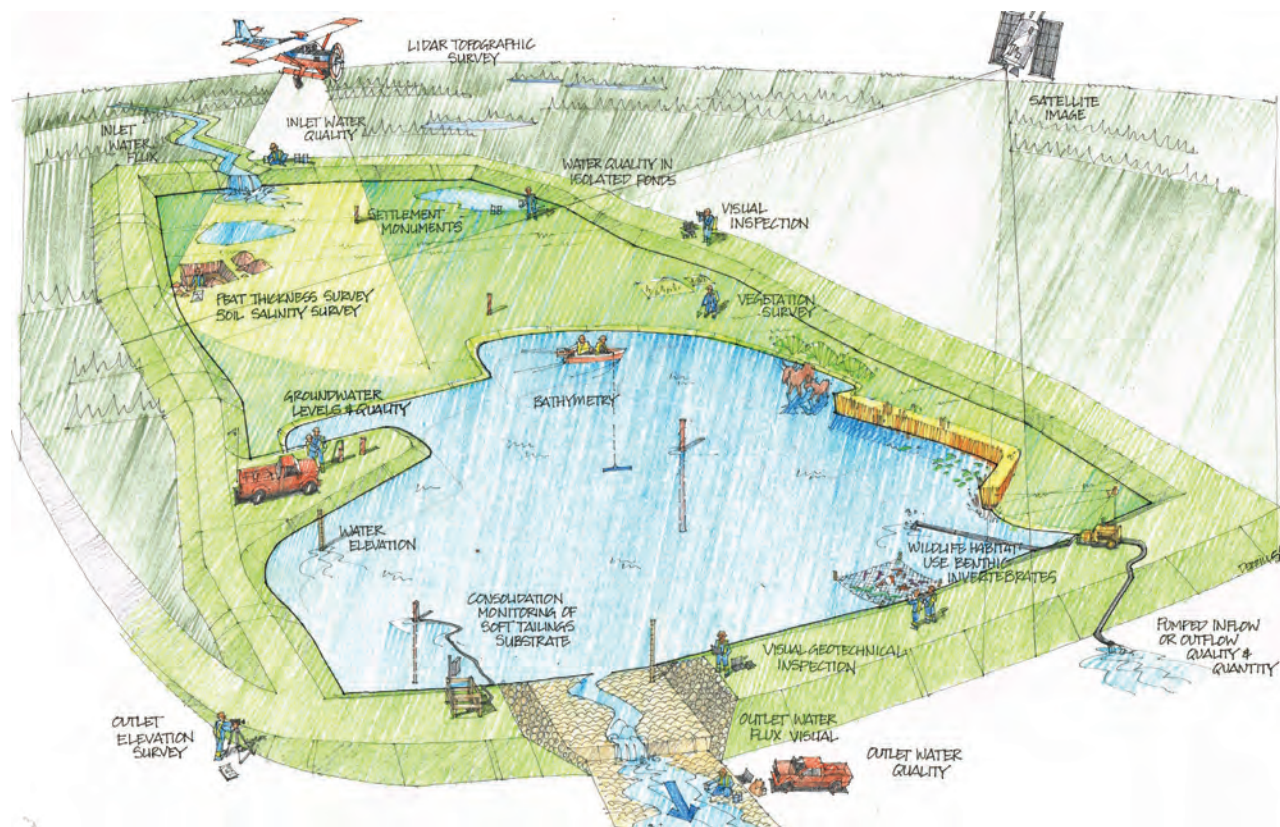 LIDAR TOPOGRAPHIC
SURVEY
SATELLITE
IMAGE
INLET
WATER
FLUX
INLET WATER
QUALITY
WATER QUALITY IN
ISOLATED PONDS
SETTLEMENT
MONUMENTS
VISUAL
INSPECTION
PEAT THICKNESS SURVEY
SOIL SALINITY SURVEY
VEGETATION
SURVEY
GROUNDWATER
LEVELS & QUALITY
BATHYMETRY
WATER
ELEVATION
WILDLIFE HABITAT
USE BENTHIC
INVERTEBRATES
CONSOLIDATION
MONITORING OF
SOFT TAILINGS
SUBSTRATE
PUMPED INFLOW
OR OUTFLOW
QUALITY &
QUANTITY
VISUAL GEOTECHNICAL
INSPECTION
OUTLET
ELEVATION
SURVEY
OUTLET WATER
FLUX VISUAL
OUTLET WATER
QUALITY